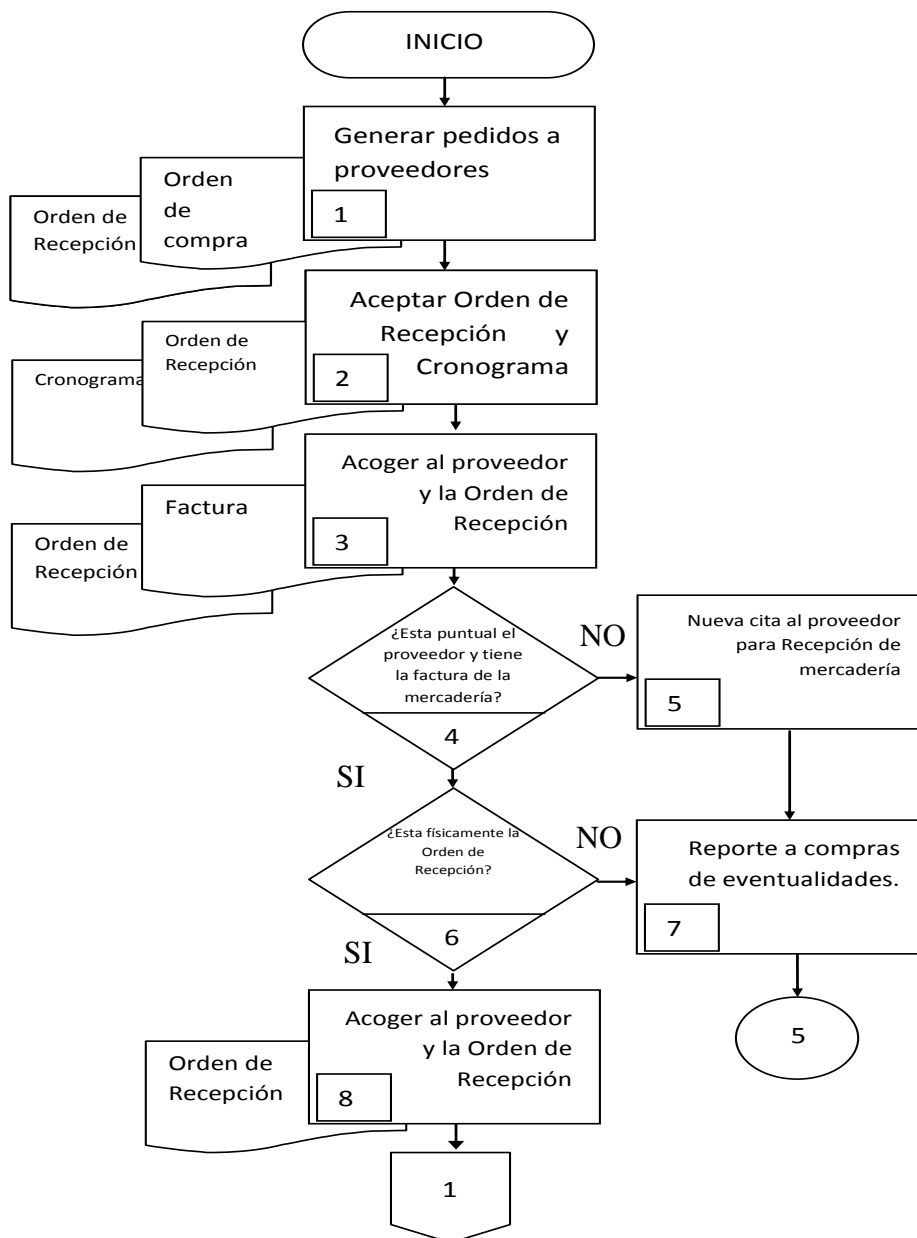 INICIO
Generar pedidos a
proveedores
1
Orden
de
compra
Orden de
Recepción
Aceptar Orden de
Recepción y
Cronograma
2
Orden de
Recepción
Cronograma
Acoger al proveedor
y la Orden de
Recepción
3
Factura
Orden de
Recepción
¿Esta puntual el
proveedor y tiene
la factura de la
mercadería?
4
NO
Nueva cita al proveedor
para Recepción de
mercadería
5
SI
¿Esta físicamente la
Orden de
Recepción?
6
NO
Reporte a compras
de eventualidades.
7
5
SI
Acoger al proveedor
y la Orden de
Recepción
8
Orden de
Recepción
1